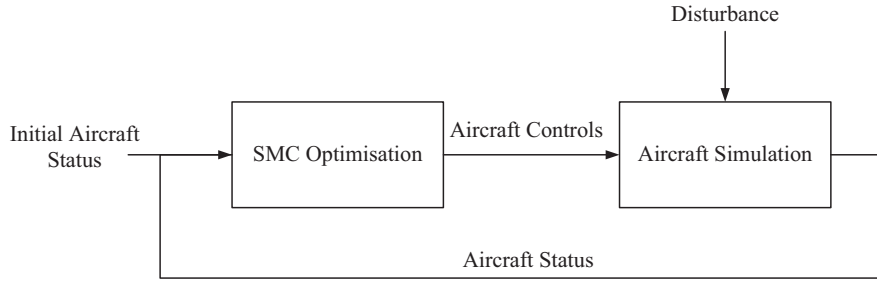 Disturbance
Initial Aircraft
Status
SMC Optimisation
Aircraft Controls
Aircraft Simulation
Aircraft Status